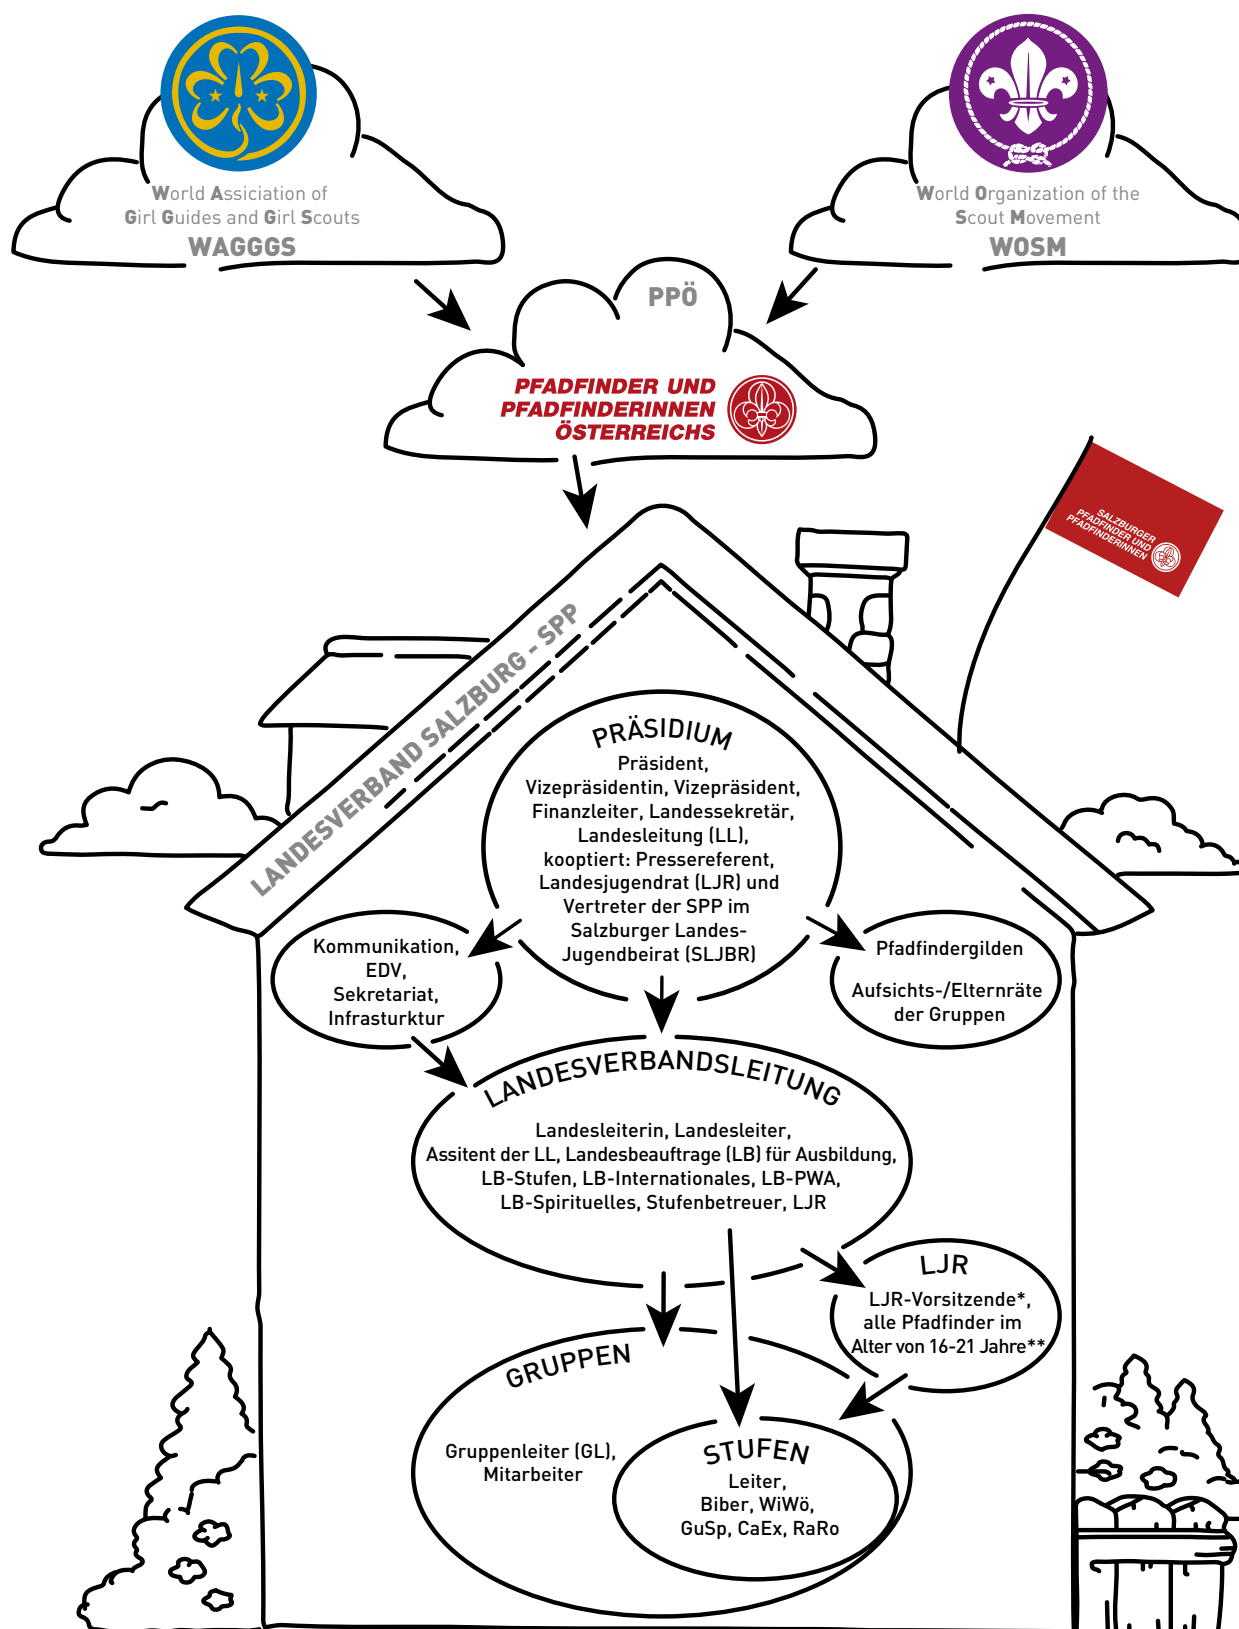 World Assiciation of
Girl Guides and Girl Scouts
WAGGGS
World Organization of the
Scout Movement
WOSM
PPÖ
PFADFINDER UND
PFADFINDERINNEN
ÖSTERREICHS
SALZBURGER
PFADFINDER UND
PFADFINDERINNEN
LANDESVERBAND SALZBURG - SPP
PRÄSIDIUM
Präsident,
Vizepräsidentin, Vizepräsident,
Finanzleiter, Landessekretär,
Landesleitung (LL),
kooptiert: Pressereferent,
Landesjugendrat (LJR) und
Vertreter der SPP im
Salzburger Landes-
Jugendbeirat (SLJBR)
Kommunikation,
EDV,
Sekretariat,
Infrasturktur
Pfadfindergilden
Aufsichts-/Elternräte
der Gruppen
LANDESVERBANDSLEITUNG
Landesleiterin, Landesleiter,
Assitent der LL, Landesbeauftrage (LB) für Ausbildung,
LB-Stufen, LB-Internationales, LB-PWA,
LB-Spirituelles, Stufenbetreuer, LJR
LJR
LJR-Vorsitzende*,
alle Pfadfinder im
Alter von 16-21 Jahre**
GRUPPEN
Gruppenleiter (GL),
Mitarbeiter
STUFEN
Leiter,
Biber, WiWö,
GuSp, CaEx, RaRo